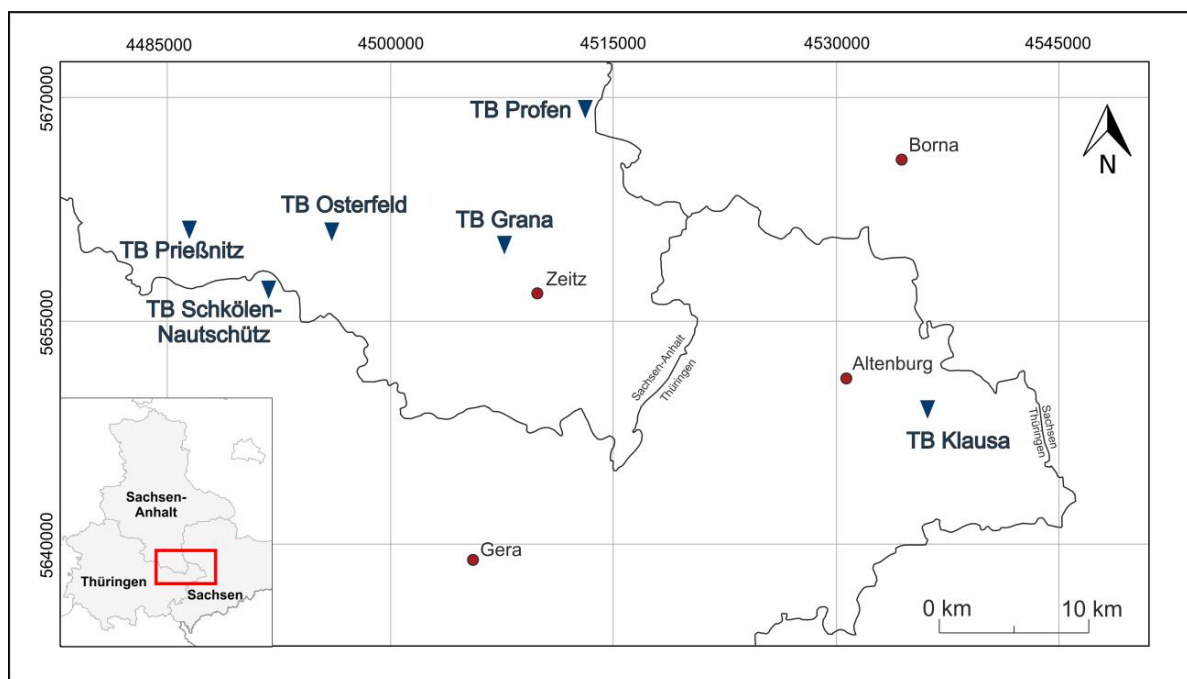 4485000
4500000
4515000
4530000
4545000
5670000
TB Profen
Borna
N
TB Osterfeld
TB Grana
TB Prießnitz
Zeitz
TB Schkölen-
Nautschütz
5655000
Sachsen-Anhalt
Thüringen
Altenburg
TB Klausa
Sachsen
Thüringen
Sachsen-
Anhalt
Thüringen
Sachsen
5640000
Gera
0 km
10 km